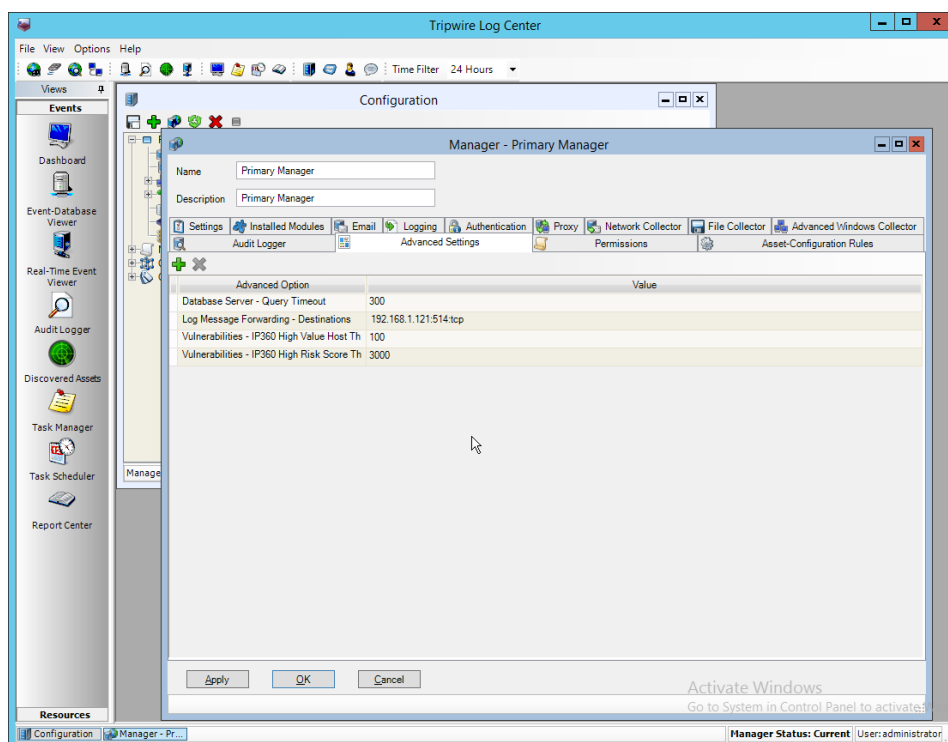 Tripwire Log Center
File View Options Help
Time Filter 24 Hours
Views
Events
Dashboard
Event-Database
Viewer
Real-Time Event
Viewer
Audit Logger
Discovered Assets
Task Manager
Task Scheduler
Report Center
Resources
Configuration
Manage
Manager - Primary Manager
Name Primary Manager
Description Primary Manager
Settings Installed Modules Email Logging Authentication Proxy Network Collector File Collector Advanced Windows Collector
Audit Logger Advanced Settings Permissions Asset-Configuration Rules
Advanced Option Value
Database Server - Query Timeout 300
Log Message Forwarding - Destinations 192.168.1.121:514:tcp
Vulnerabilities - IP360 High Value Host Th 100
Vulnerabilities - IP360 High Risk Score Th 3000
Apply OK Cancel
Activate Windows
Go to System in Control Panel to activate
Configuration Manager - Pr... Manager Status: Current User: administrator